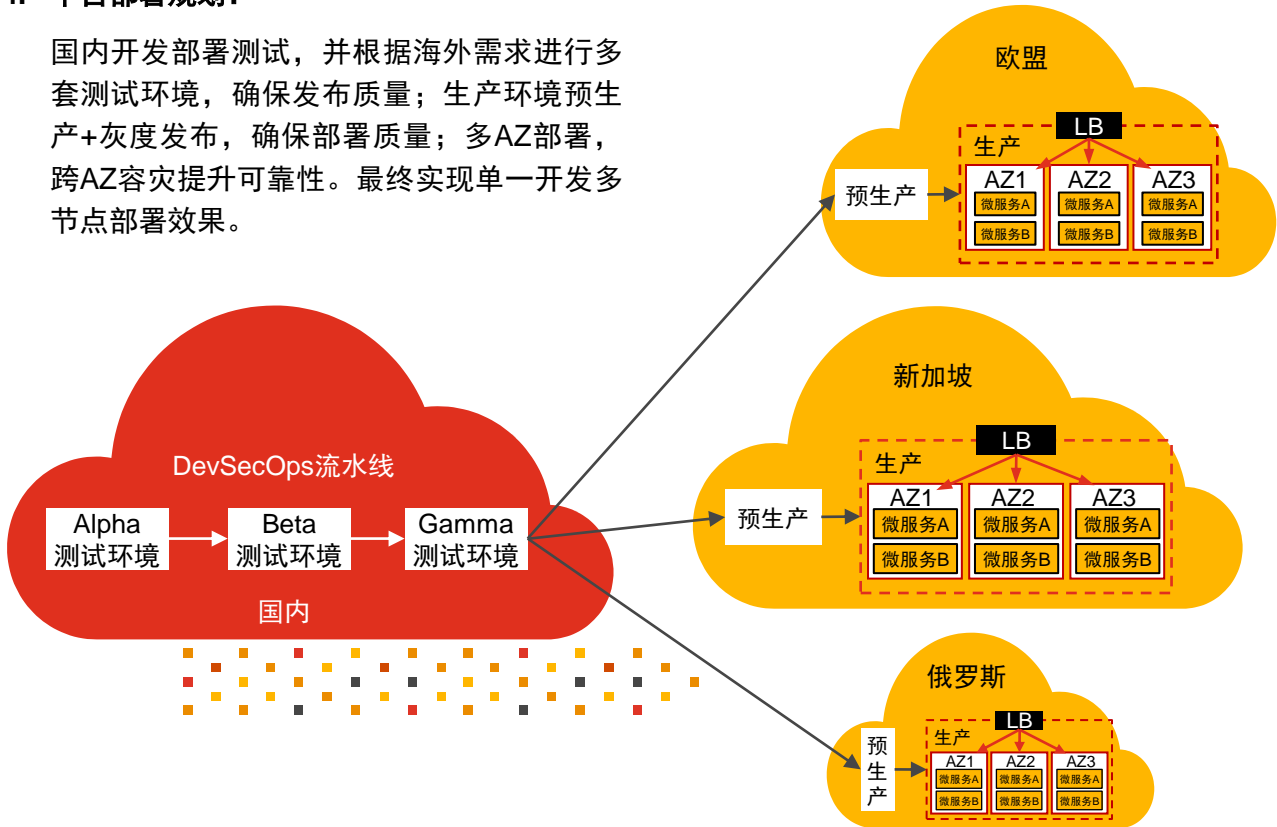 国内开发部署测试，并根据海外需求进行多
套测试环境，确保发布质量；生产环境预生
产+灰度发布，确保部署质量；多AZ部署，
跨AZ容灾提升可靠性。最终实现单一开发多
节点部署效果。
欧盟
LB
生产
预生产
AZ1 AZ2 AZ3
微服务A 微服务A 微服务A
微服务B 微服务B 微服务B
新加坡
LB
生产
预生产
AZ1 AZ2 AZ3
微服务A 微服务A 微服务A
微服务B 微服务B 微服务B
DevSecOps流水线
Alpha
测试环境
Beta
测试环境
Gamma
测试环境
国内
俄罗斯
LB
生产
预
生
产
AZ1 AZ2 AZ3
微服务A 微服务A 微服务A
微服务B 微服务B 微服务B